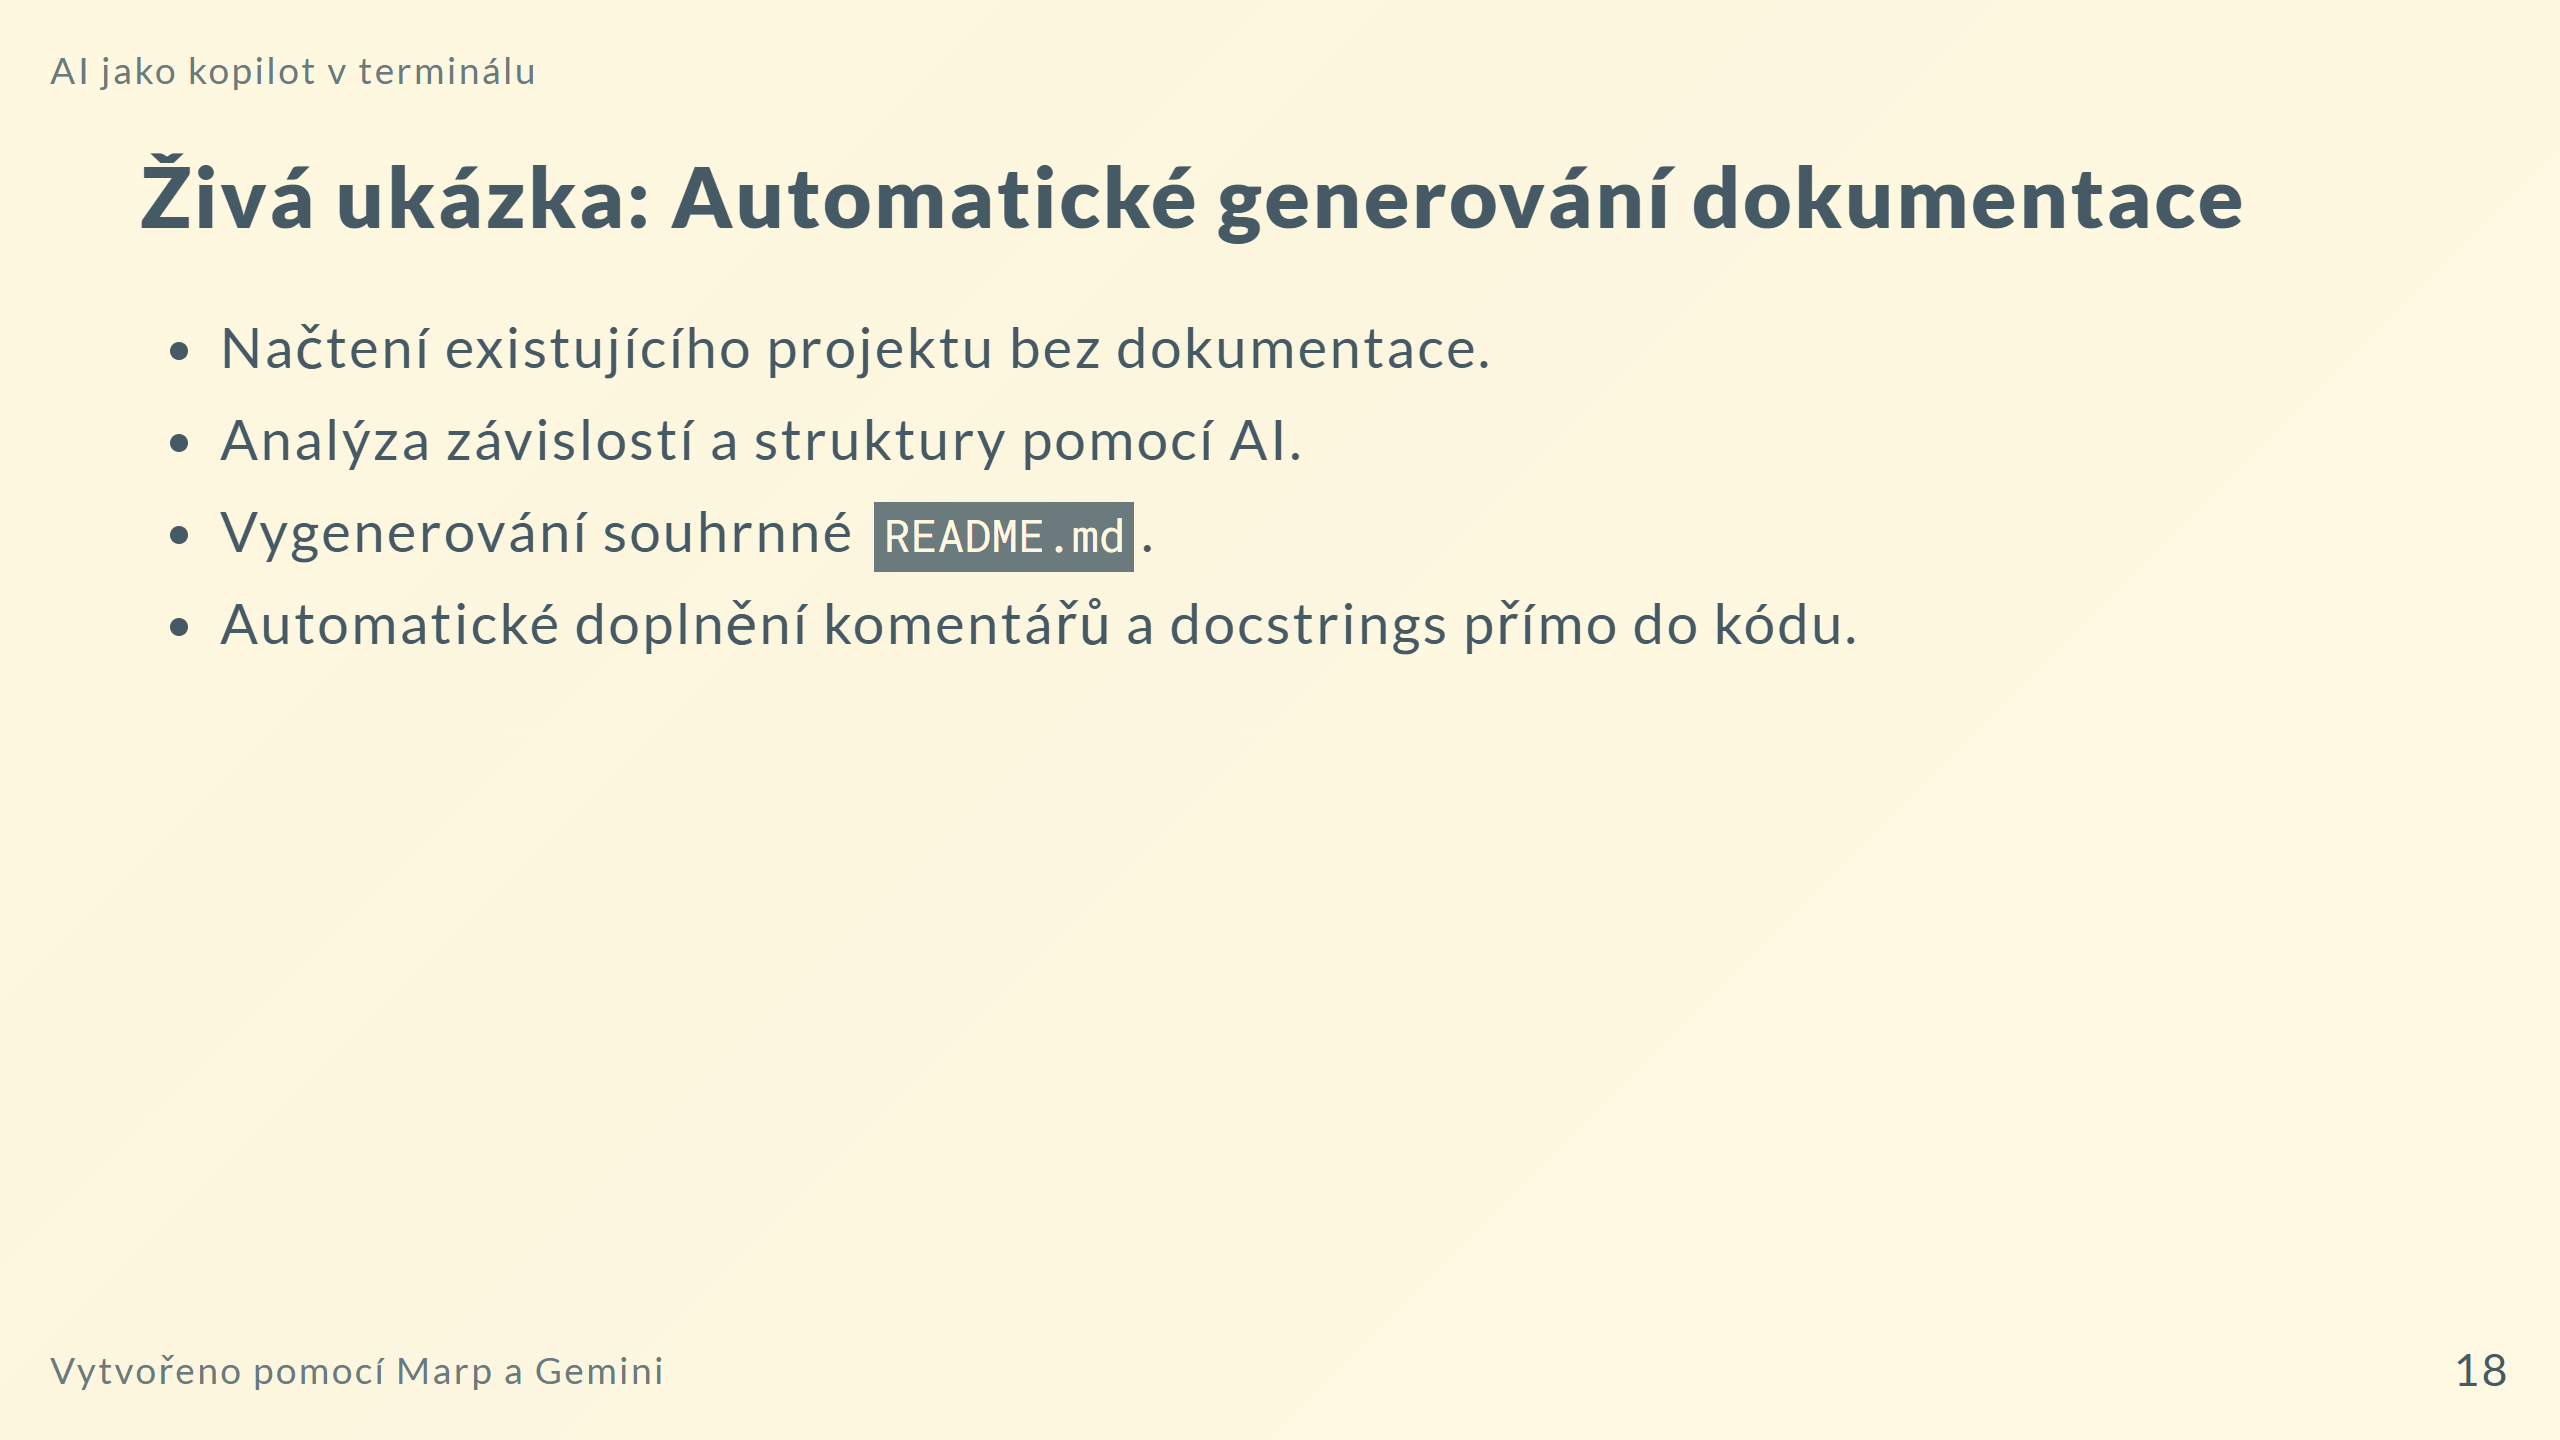 AI jako kopilot v terminálu
Živá ukázka: Automatické generování dokumentace
• Načtení existujícího projektu bez dokumentace.
• Analýza závislostí a struktury pomocí AI.
• Vygenerování souhrnné README.md.
• Automatické doplnění komentářů a docstrings přímo do kódu.
Vytvořeno pomocí Marp a Gemini
18